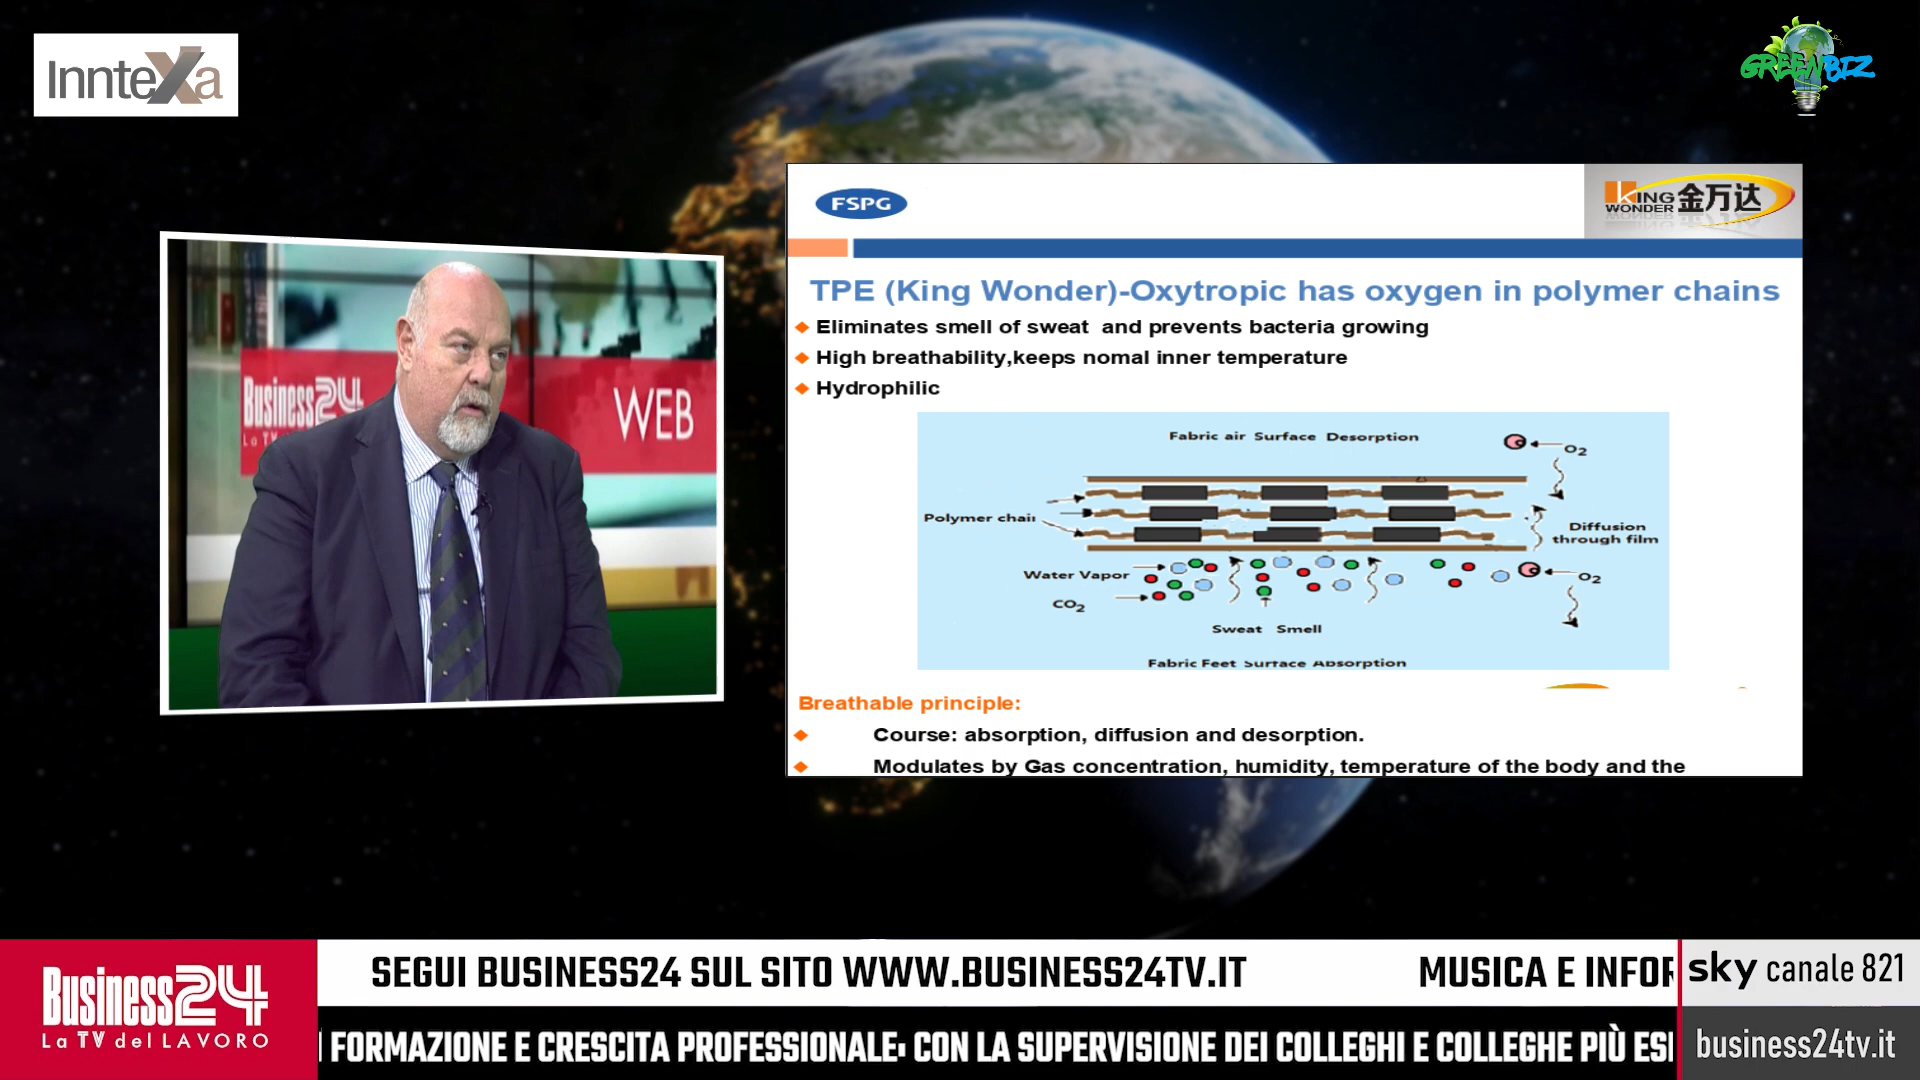 InnteXa
GREENBIZ
FSPG
KING
WONDER
金万达
TPE (King Wonder)-Oxytropic has oxygen in polymer chains
Eliminates smell of sweat and prevents bacteria growing
High breathability,keeps nomal inner temperature
Hydrophilic
Fabric air Surface Desorption
O2
Polymer chain
Diffusion
through film
Water Vapor
O2
CO2
Sweat Smell
Fabric Feet Surface Absorption
Breathable principle:
Course: absorption, diffusion and desorption.
Modulates by Gas concentration, humidity, temperature of the body and the
Business24
La TV
WEB
SEGUI BUSINESS24 SUL SITO WWW.BUSINESS24TV.IT
MUSICA E INFOR
sky canale 821
Business24
La TV del LAVORO
FORMAZIONE E CRESCITA PROFESSIONALE: CON LA SUPERVISIONE DEI COLLEGHI E COLLEGHE PIÙ ES
business24tv.it